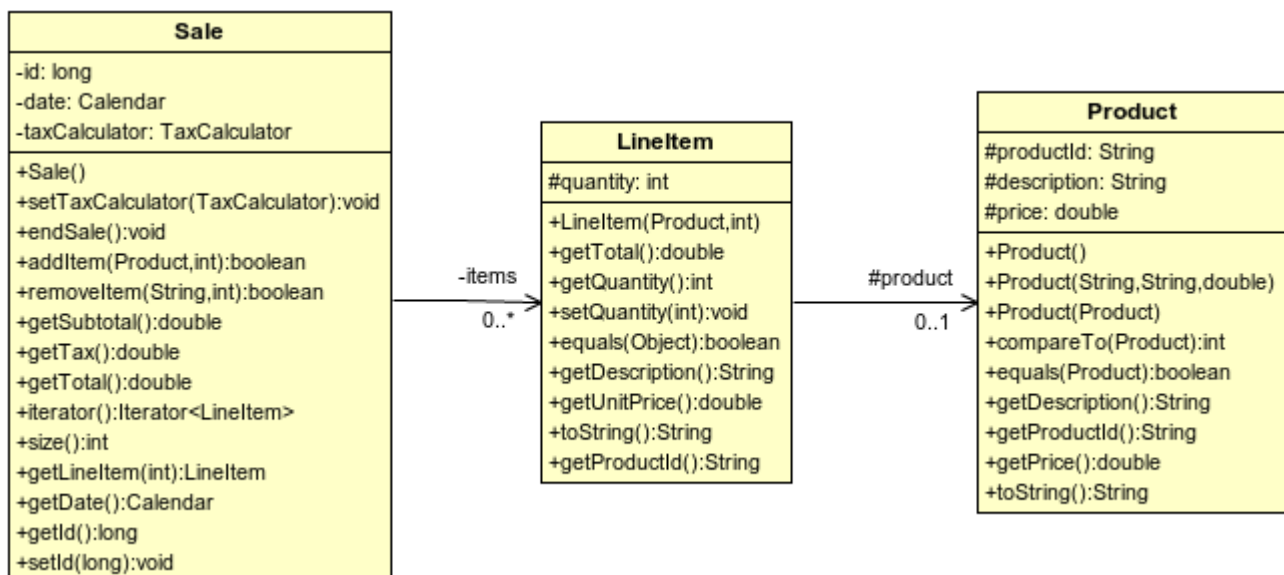 Sale
-id: long
-date: Calendar
-taxCalculator: TaxCalculator
+Sale()
+setTaxCalculator(TaxCalculator):void
+endSale():void
+addItem(Product,int):boolean
+removeItem(String,int):boolean
+getSubtotal():double
+getTax():double
+getTotal():double
+iterator():Iterator<LineItem>
+size():int
+getLineItem(int):LineItem
+getDate():Calendar
+getId():long
+setId(long):void
-items
0..*
LineItem
#quantity: int
+LineItem(Product,int)
+getTotal():double
+getQuantity():int
+setQuantity(int):void
+equals(Object):boolean
+getDescription():String
+getUnitPrice():double
+toString():String
+getProductId():String
#product
0..1
Product
#productId: String
#description: String
#price: double
+Product()
+Product(String,String,double)
+Product(Product)
+compareTo(Product):int
+equals(Product):boolean
+getDescription():String
+getProductId():String
+getPrice():double
+toString():String